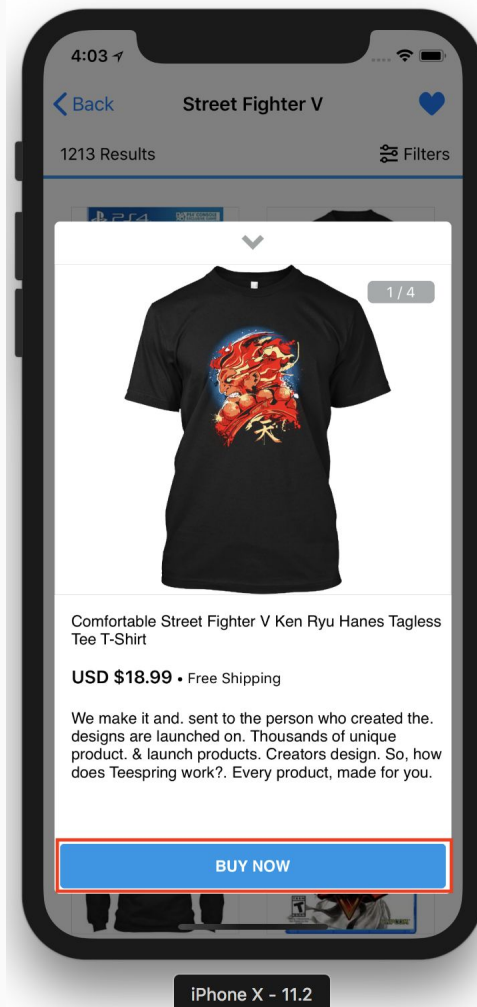 4:03
Back Street Fighter V
1213 Results Filters
PS4
1 / 4
天
Comfortable Street Fighter V Ken Ryu Hanes Tagless
Tee T-Shirt
USD $18.99 • Free Shipping
We make it and. sent to the person who created the.
designs are launched on. Thousands of unique
product. & launch products. Creators design. So, how
does Teespring work?. Every product, made for you.
BUY NOW
T
iPhone X - 11.2